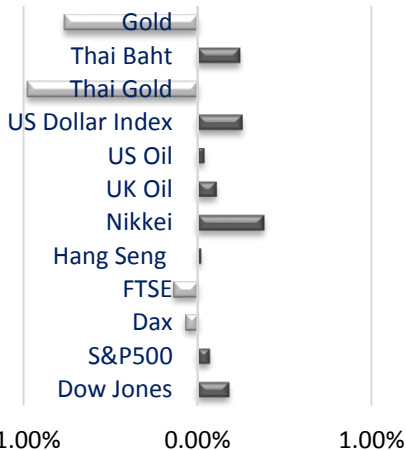 Gold
Thai Baht
Thai Gold
US Dollar Index
US Oil
UK Oil
Nikkei
Hang Seng
FTSE
Dax
S&P500
Dow Jones
1.00% 0.00% 1.00%